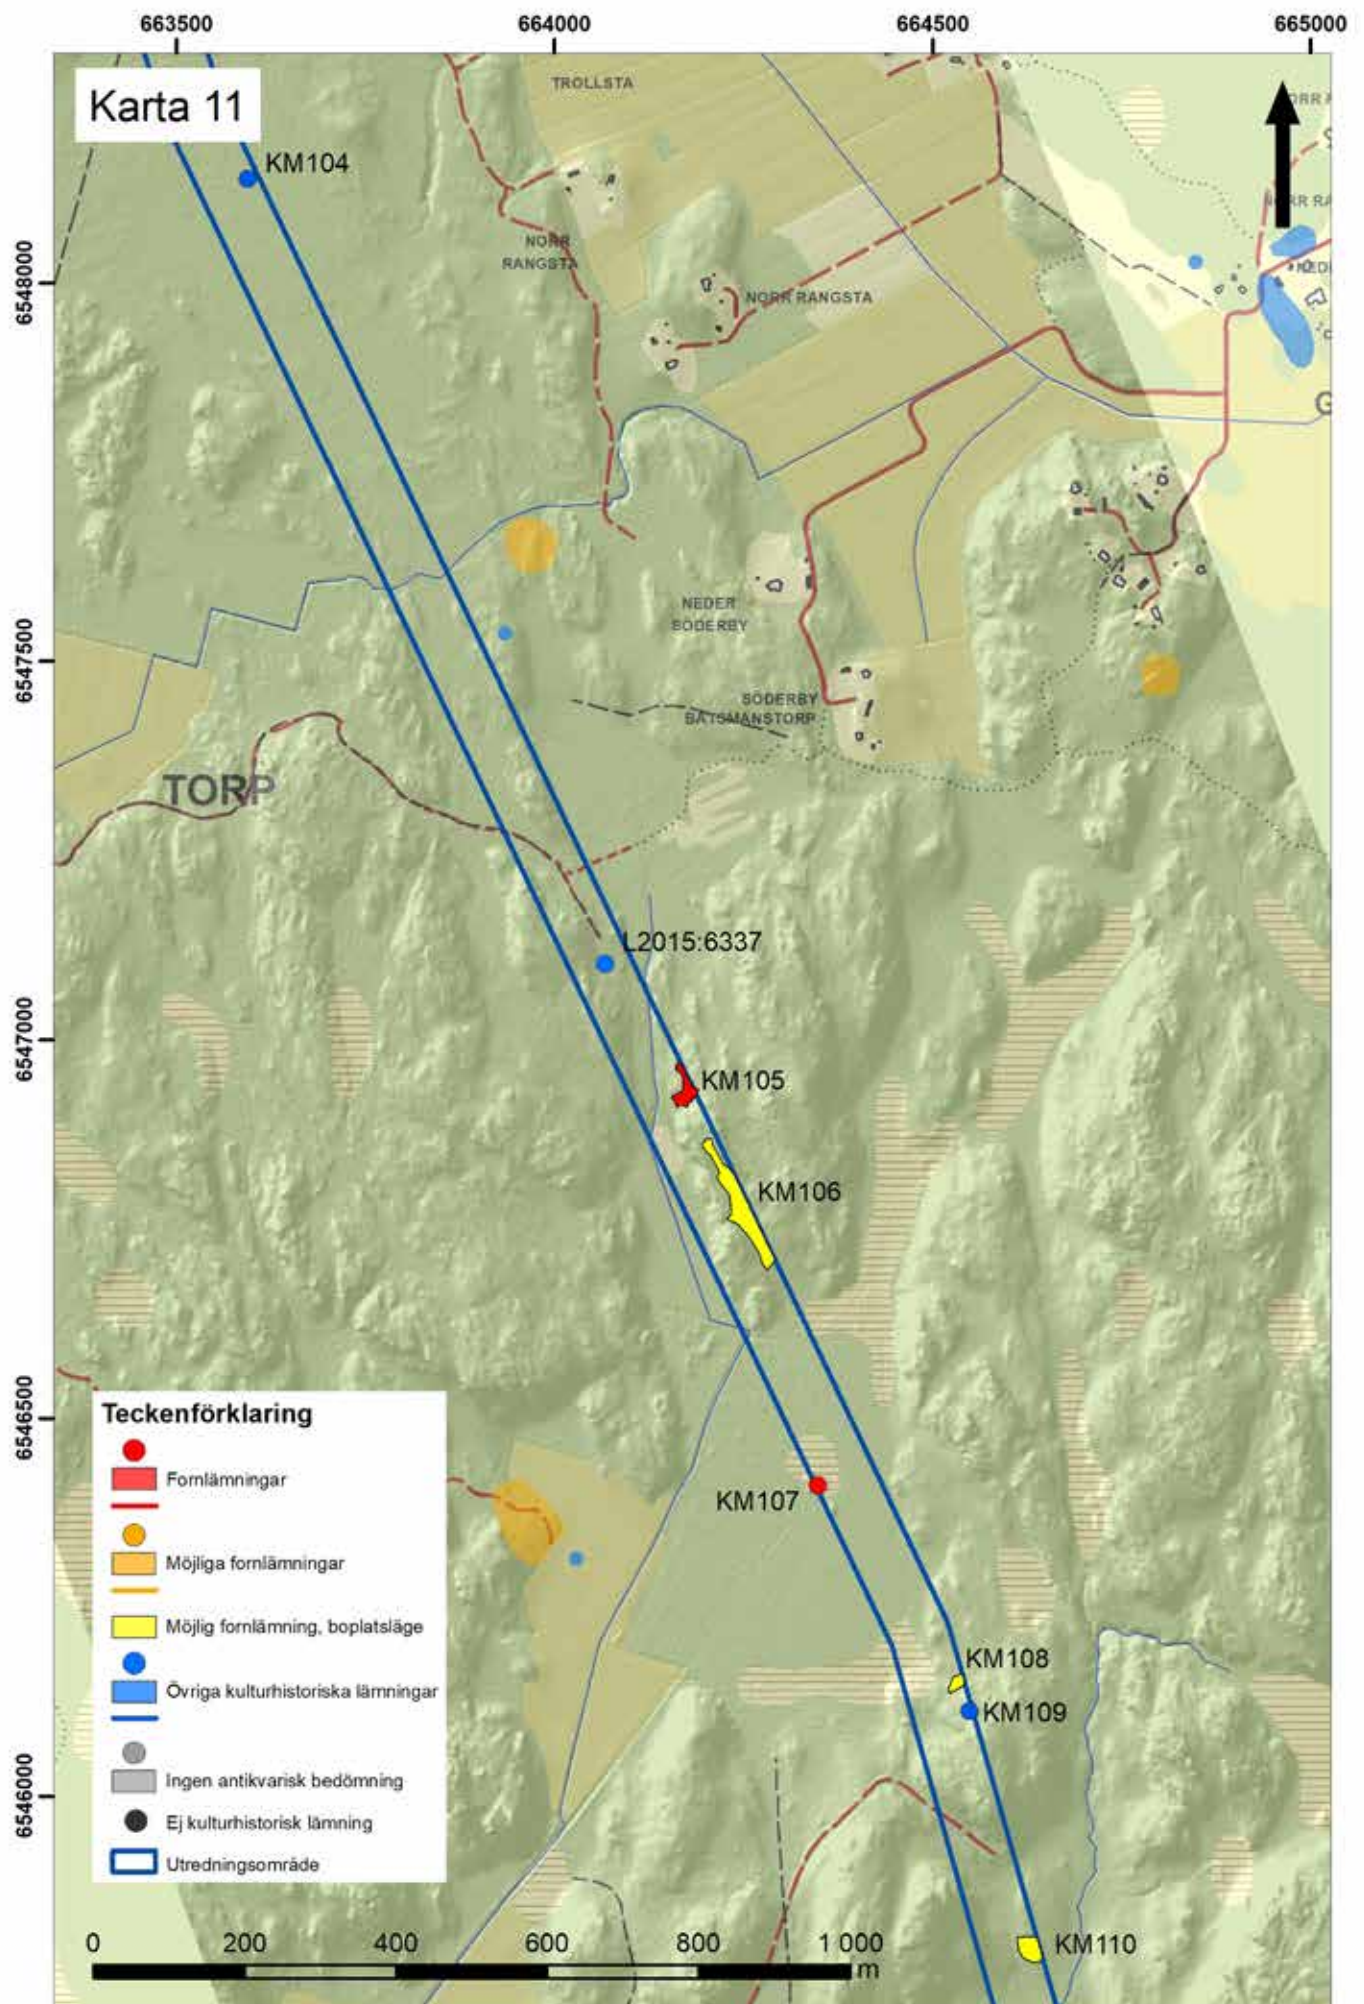 663500 664000 664500 665000
Karta 11
TROLLSTA
KM104
NORR
RANGSTA
NORR RANGSTA
6548000
G
NEDER
SÖDERBY
6547500
SÖDERBY
BÅTSMANSTORP
TORP
L2015:6337
6547000
KM105
KM106
6546500
KM107
KM108
KM109
6546000
KM110
Teckenförklaring
Fornlämningar
Möjliga fornlämningar
Möjlig fornlämning, boplatsläge
Övriga kulturhistoriska lämningar
Ingen antikvarisk bedömning
Ej kulturhistorisk lämning
Utredningsområde
0 200 400 600 800 1 000
m